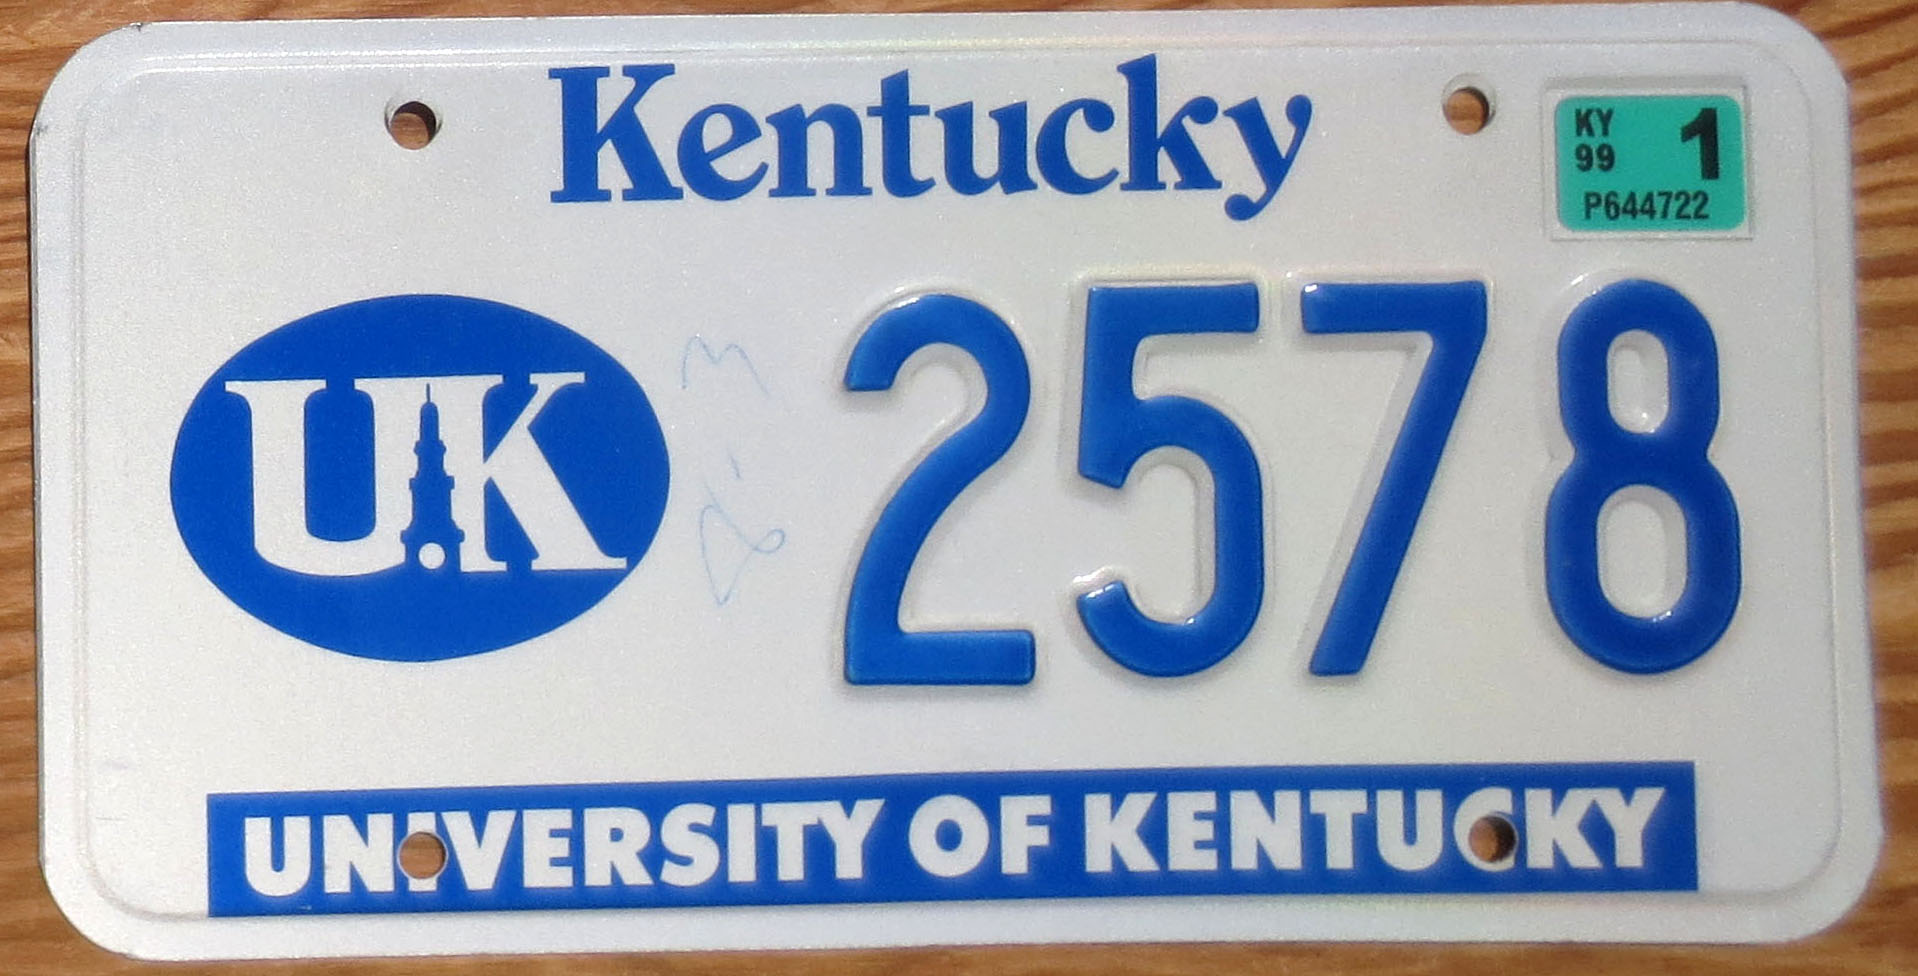 Kentucky
KY 1
99
P644722
UK
2578
UNIVERSITY OF KENTUCKY